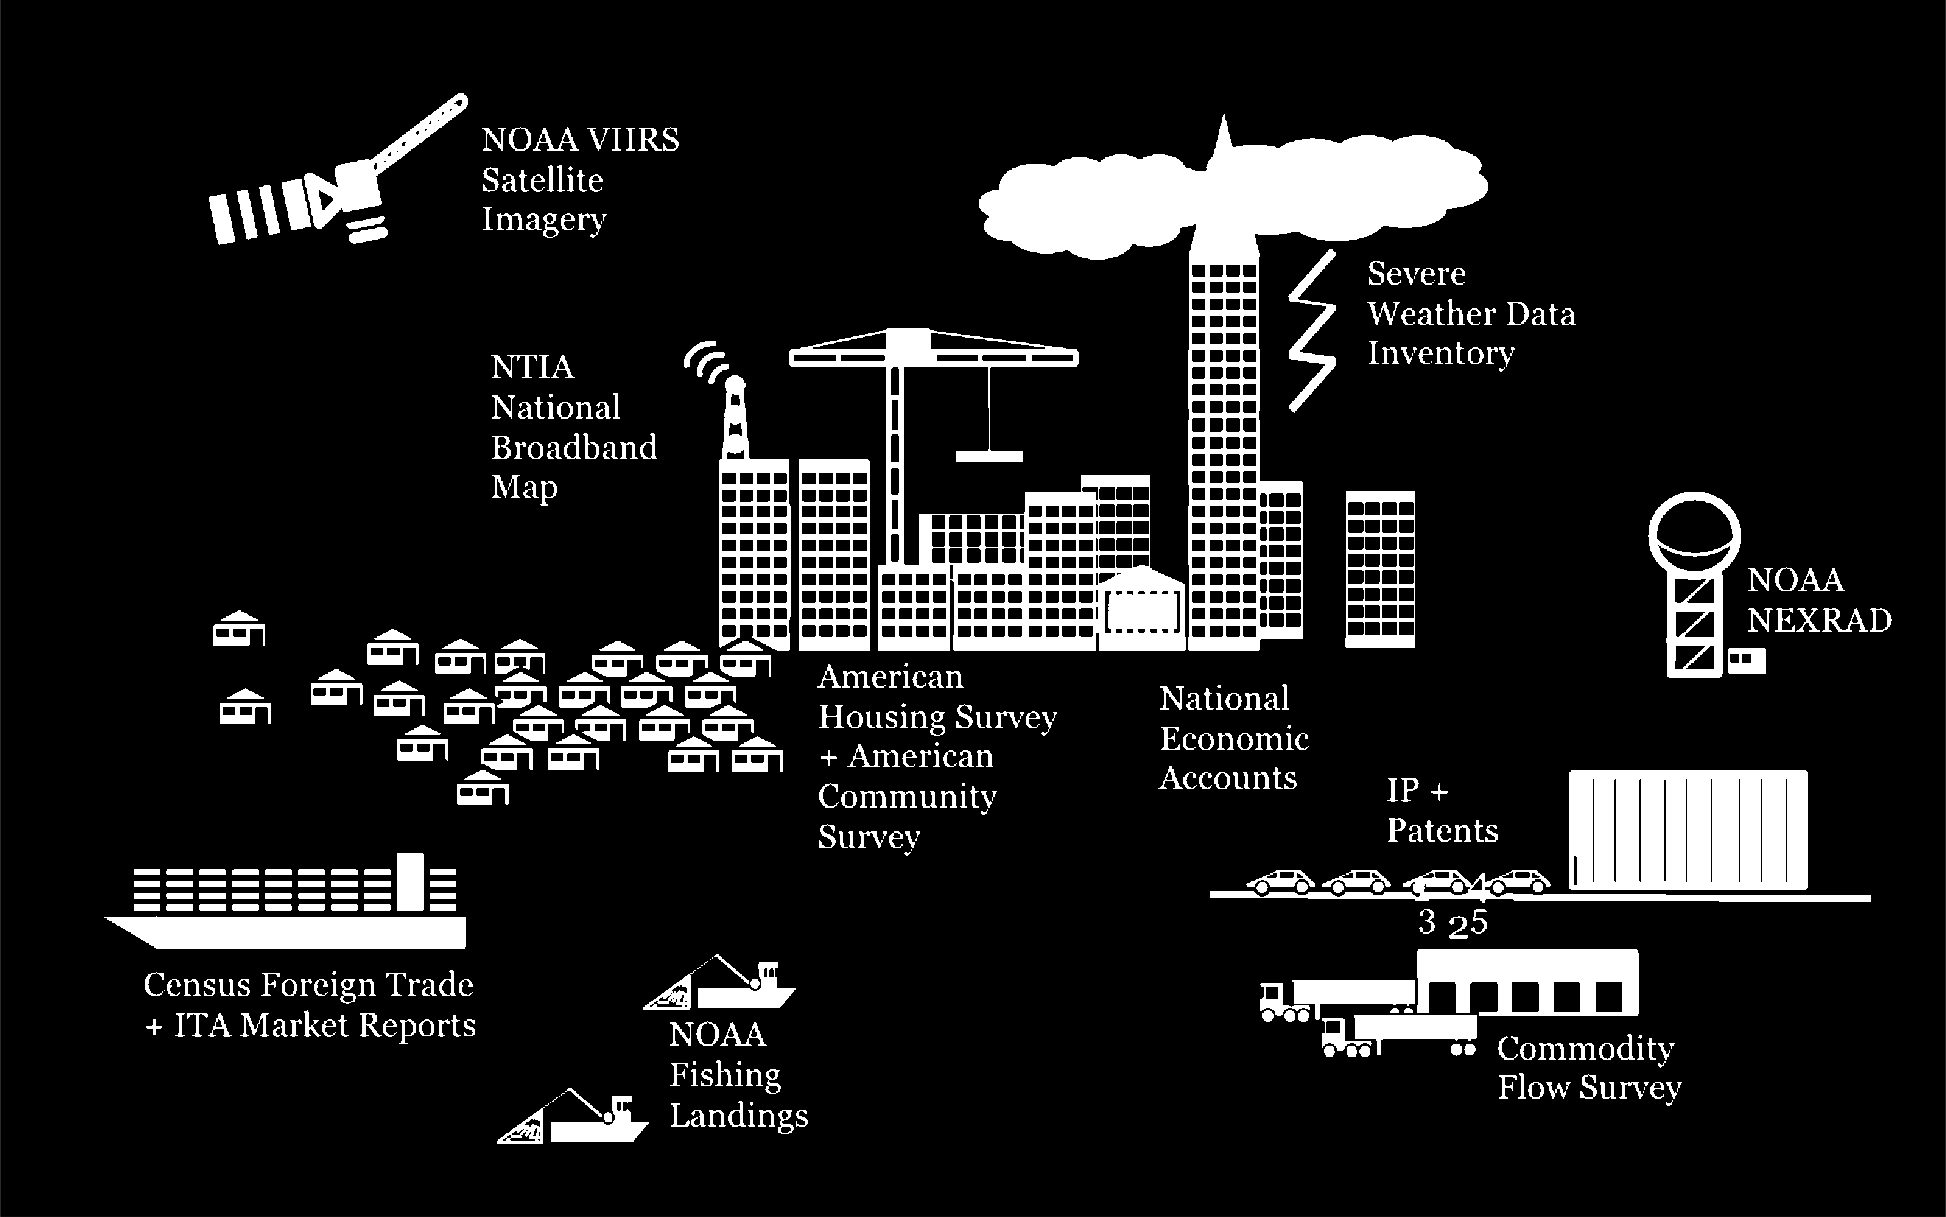 NOAA VIIRS
Satellite
Imagery
Severe
Weather Data
Inventory
NTIA
National
Broadband
Map
NOAA
NEXRAD
American
Housing Survey
+ American
Community
Survey
National
Economic
Accounts
IP +
Patents
3 25
4
Census Foreign Trade
+ ITA Market Reports
NOAA
Fishing
Landings
Commodity
Flow Survey